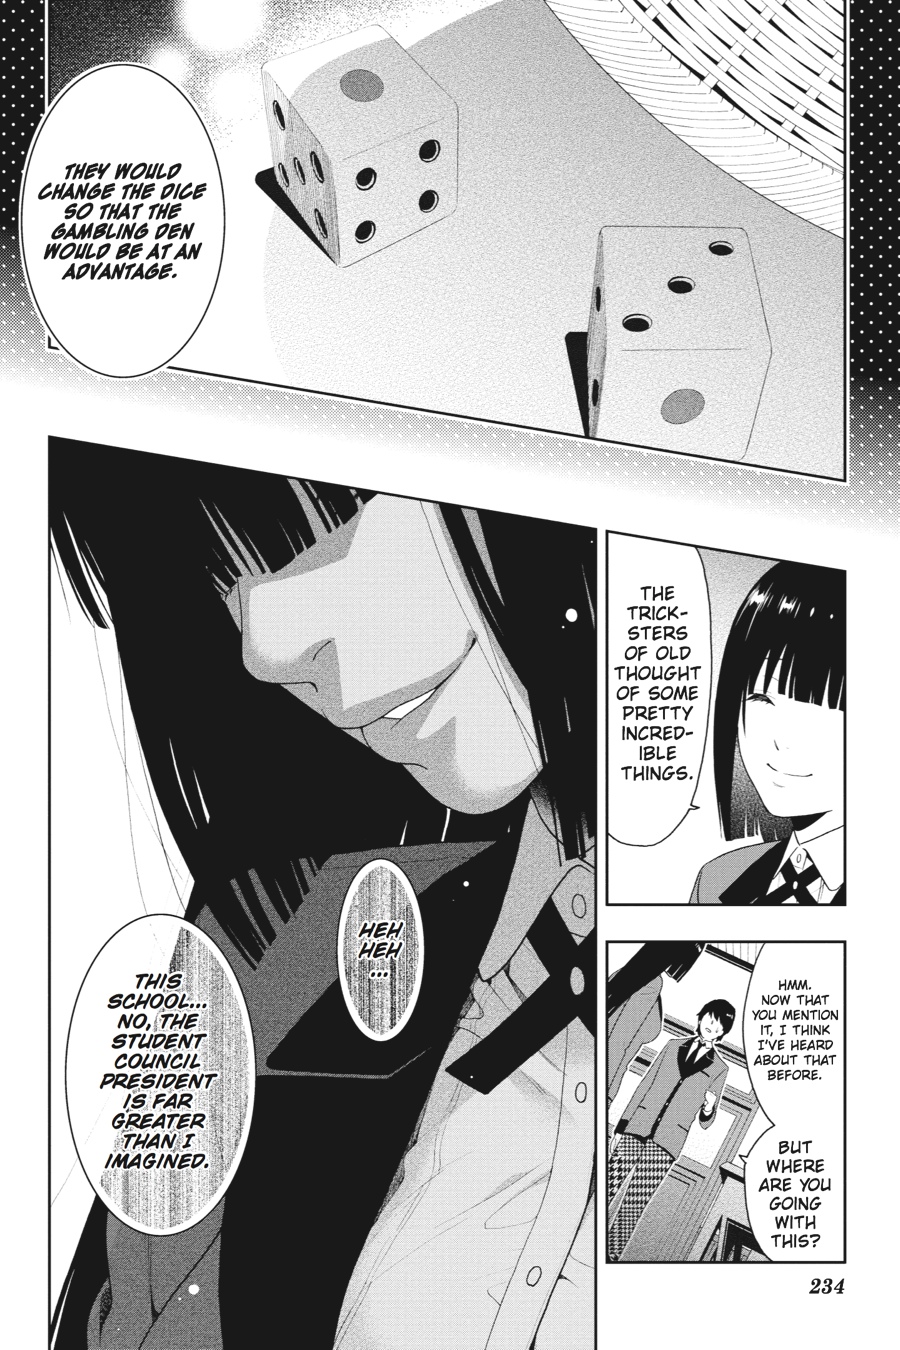 THEY WOULD
CHANGE THE DICE
SO THAT THE
GAMBLING DEN
WOULD BE AT AN
ADVANTAGE.
THE
TRICK-
STERS
OF OLD
THOUGHT
OF SOME
PRETTY
INCRED-
IBLE
THINGS.
HMM.
NOW THAT
YOU MENTION
IT, I THINK
I'VE HEARD
ABOUT THAT
BEFORE.
BUT
WHERE
ARE YOU
GOING
WITH
THIS?
HEH
HEH
...
THIS
SCHOOL...
NO, THE
STUDENT
COUNCIL
PRESIDENT
IS FAR
GREATER
THAN I
IMAGINED.
234